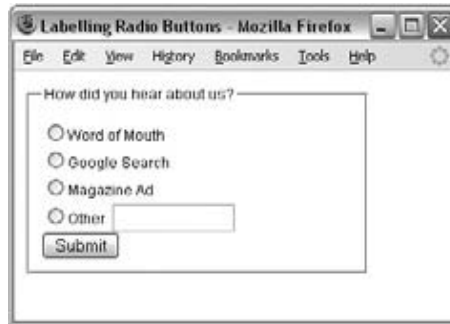 Labelling Radio Buttons - Mozilla Firefox
File Edit View History Bookmarks Tools Help
How did you hear about us?
Word of Mouth
Google Search
Magazine Ad
Other
Submit